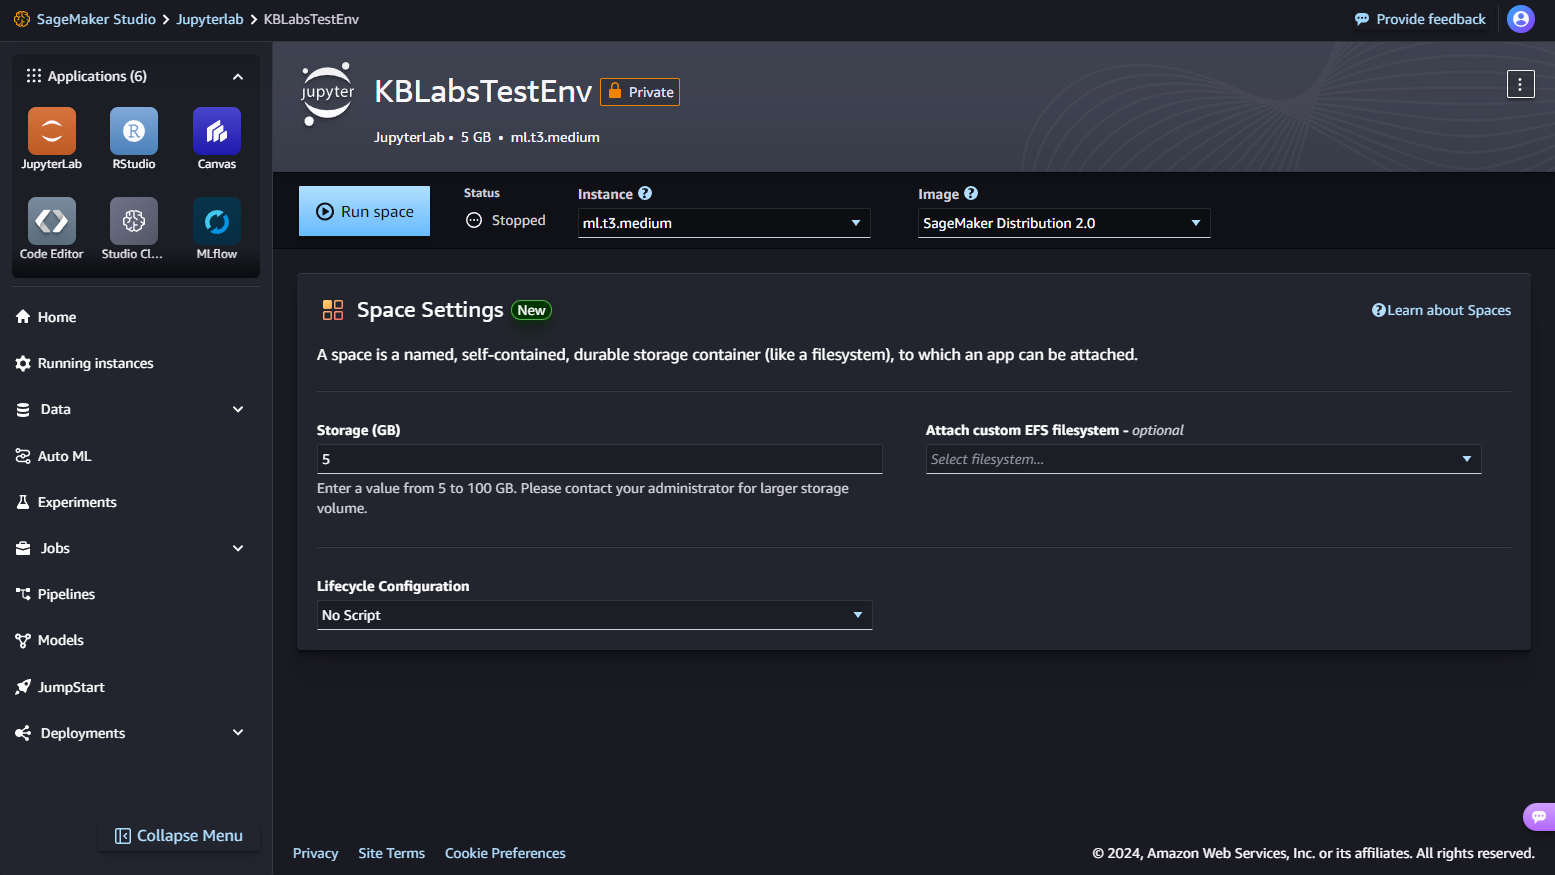 SageMaker Studio > Jupyterlab > KBLabsTestEnv
Provide feedback
Applications (6)
JupyterLab
RStudio
Canvas
Code Editor
Studio Cl...
MLflow
Home
Running instances
Data
Auto ML
Experiments
Jobs
Pipelines
Models
JumpStart
Deployments
Collapse Menu
jupyter
KBLabsTestEnv
Private
JupyterLab • 5 GB • ml.t3.medium
Run space
Status
Stopped
Instance
ml.t3.medium
Image
SageMaker Distribution 2.0
Space Settings
New
Learn about Spaces
A space is a named, self-contained, durable storage container (like a filesystem), to which an app can be attached.
Storage (GB)
5
Enter a value from 5 to 100 GB. Please contact your administrator for larger storage
volume.
Attach custom EFS filesystem - optional
Select filesystem...
Lifecycle Configuration
No Script
Privacy
Site Terms
Cookie Preferences
© 2024, Amazon Web Services, Inc. or its affiliates. All rights reserved.